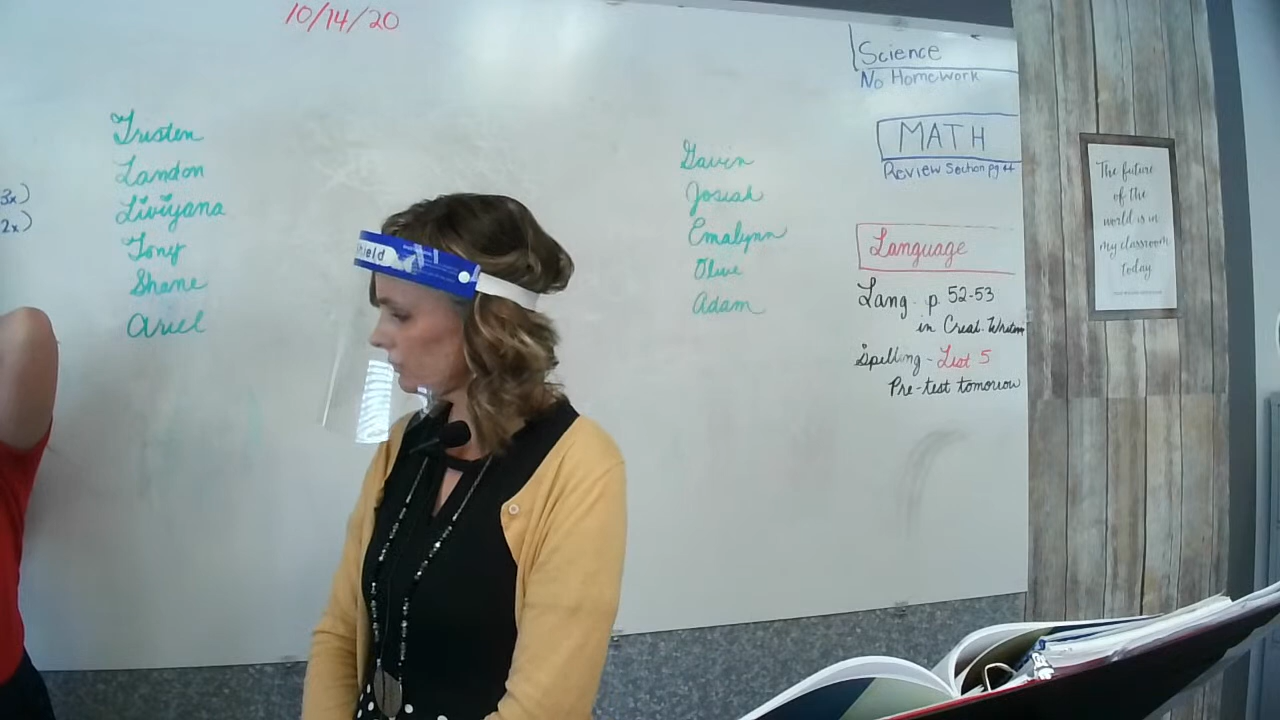 10/14/20
3x)
2x)
Tristen
Landon
Liviyana
Tony
Shane
Ariel
Gavin
Josiah
Emalynn
Olive
Adam
Science
No Homework
MATH
Review Section pg
Language
Lang. p. 52-53
in Creat. Writing
Spelling - List 5
Pre-test tomorrow
The future
of the
world is in
my classroom
today
ield